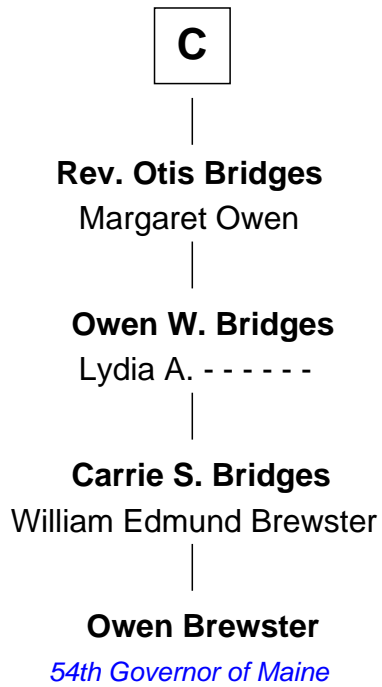 C
Rev. Otis Bridges
Margaret Owen
Owen W. Bridges
Lydia A. - - - - - -
Carrie S. Bridges
William Edmund Brewster
Owen Brewster
54th Governor of Maine